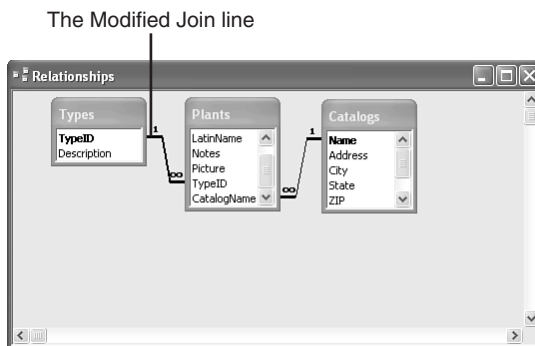 The Modified Join line
Relationships
Types
TypeID
Description
1
∞
Plants
LatinName
Notes
Picture
TypeID
CatalogName
1
∞
Catalogs
Name
Address
City
State
ZIP